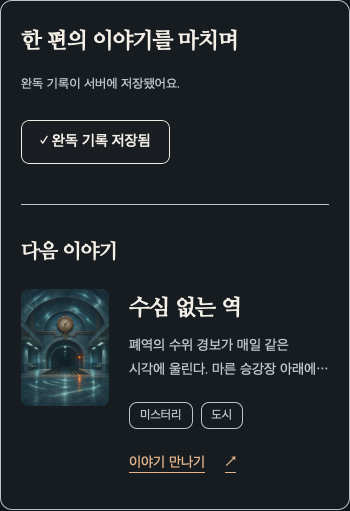 한 편의 이야기를 마치며
완독 기록이 서버에 저장됐어요.
✓ 완독 기록 저장됨
다음 이야기
수심 없는 역
폐역의 수위 경보가 매일 같은
시각에 울린다. 마른 승강장 아래에…
미스터리 도시
이야기 만나기 ↗